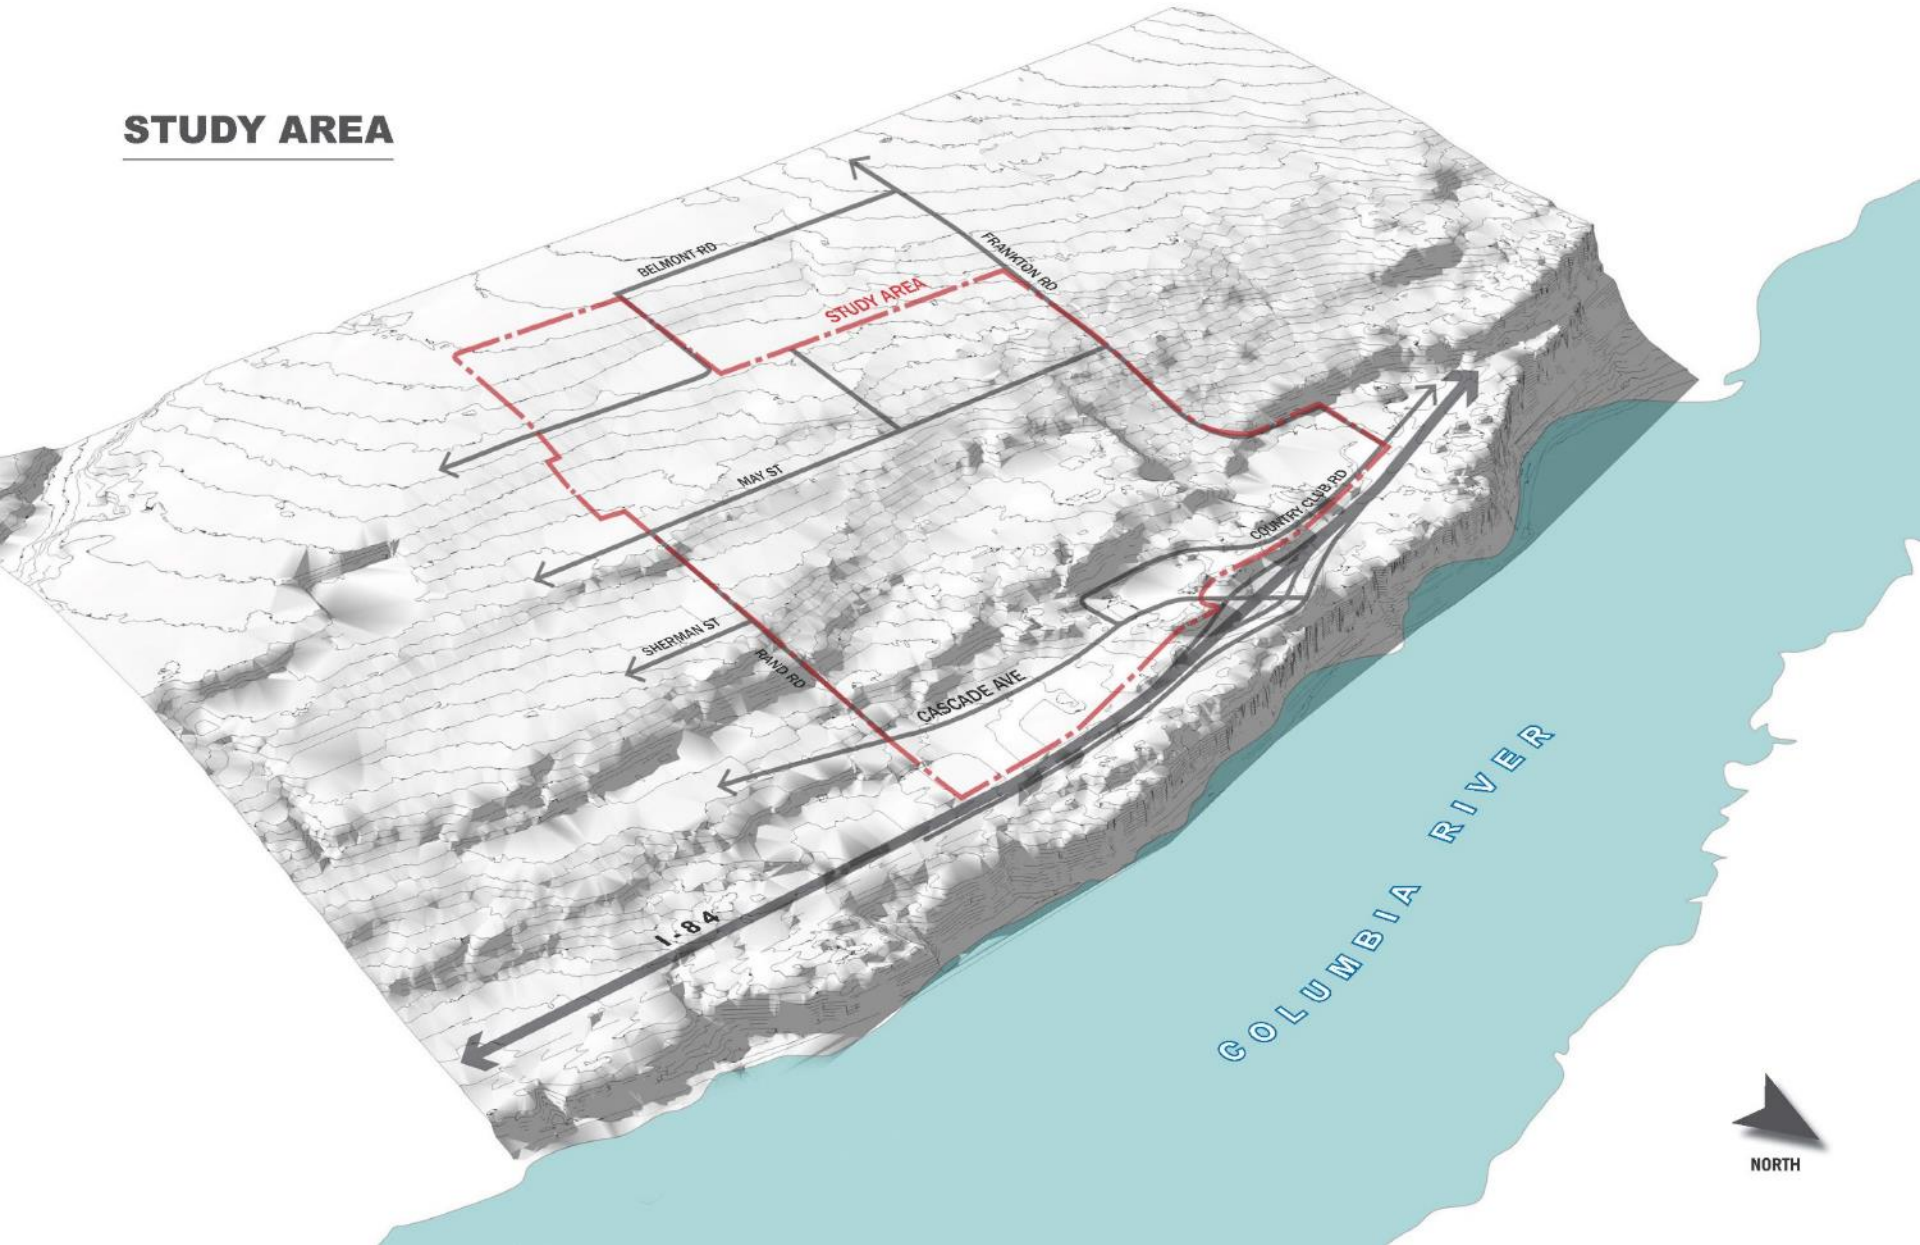 STUDY AREA
BELMONT RD
FRANKTON RD
STUDY AREA
MAY ST
COUNTRY CLUB RD
SHERMAN ST
RAND RD
CASCADE AVE
I-84
COLUMBIA RIVER
NORTH